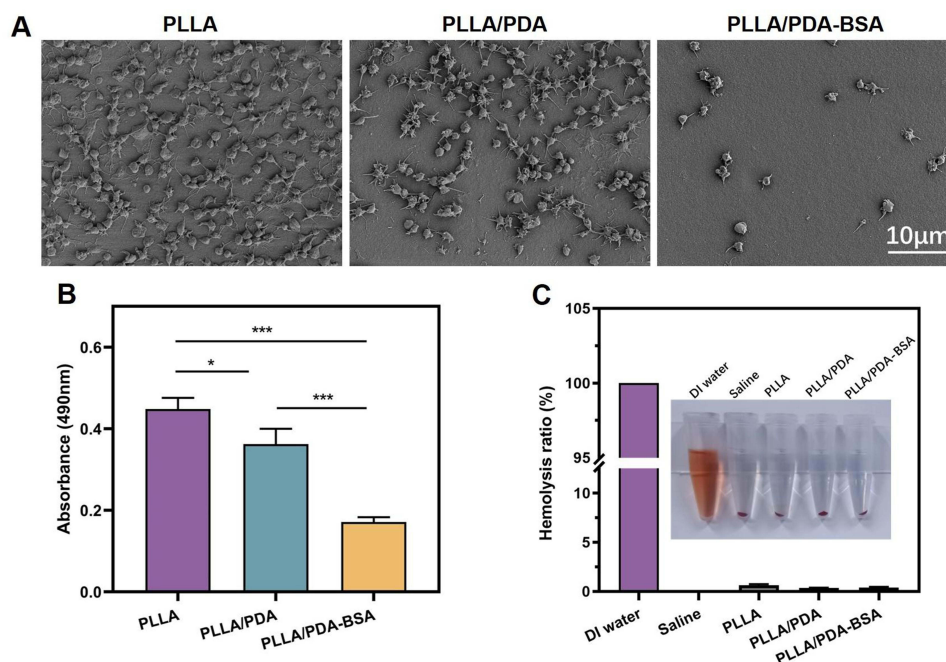 A
PLLA
PLLA/PDA
PLLA/PDA-BSA
10μm
B
Absorbance (490nm)
0.6
0.4
0.2
0.0
***
*
***
PLLA
PLLA/PDA
PLLA/PDA-BSA
C
Hemolysis ratio (%)
105
100
95
10
5
0
DI water
Saline
PLLA
PLLA/PDA
PLLA/PDA-BSA
DI water
Saline
PLLA
PLLA/PDA
PLLA/PDA-BSA